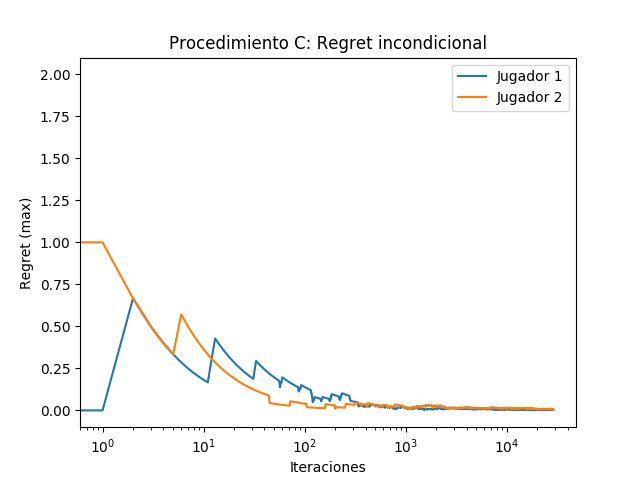 Procedimiento C: Regret incondicional
Jugador 1
Jugador 2
Regret (max)
2.00
1.75
1.50
1.25
1.00
0.75
0.50
0.25
0.00
10⁰
10¹
10²
10³
10⁴
Iteraciones